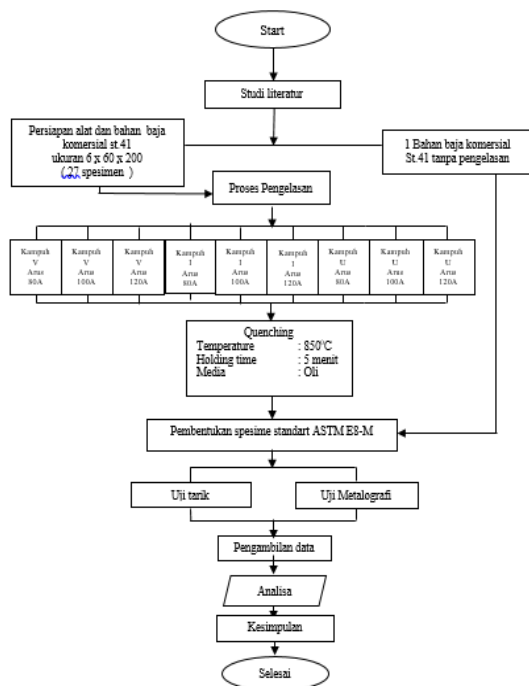 Start
Studi literatur
Persiapan alat dan bahan baja
komersial st.41
ukuran 6 x 60 x 200
( 27 spesimen )
1 Bahan baja komersial
St.41 tanpa pengelasan
Proses Pengelasan
Kampuh
V
Arus
80A
Kampuh
V
Arus
100A
Kampuh
V
Arus
120A
Kampuh
I
Arus
80A
Kampuh
I
Arus
100A
Kampuh
I
Arus
120A
Kampuh
U
Arus
80A
Kampuh
U
Arus
100A
Kampuh
U
Arus
120A
Quenching
Temperature : 850°C
Holding time : 5 menit
Media : Oli
Pembentukan spesime standart ASTM E8-M
Uji tarik
Uji Metalografi
Pengambilan data
Analisa
Kesimpulan
Selesai